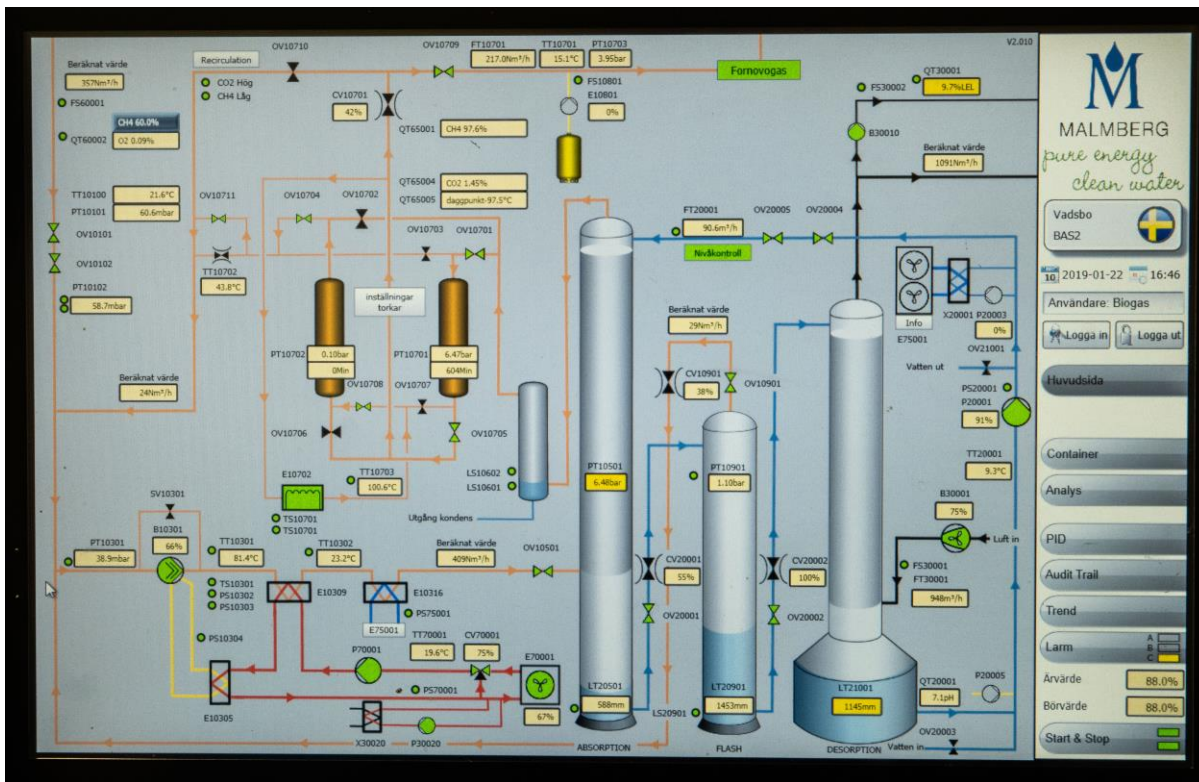 V2.010
OV10710
OV10709
FT10701
217.0Nm³/h
TT10701
15.1°C
PT10703
3.95bar
Fornovogas
Recirculation
CO2 Hög
CH4 Låg
Beräknat värde
357Nm³/h
FS60001
CH4 60.0%
QT60002
O2 0.09%
CV10701
42%
FS10801
E10801
0%
QT65001
CH4 97.6%
QT65004
CO2 1.45%
QT65005
daggpunkt-97.5°C
TT10100
21.6°C
PT10101
60.6mbar
OV10101
OV10102
PT10102
58.7mbar
OV10711
OV10704
OV10702
OV10703
OV10701
TT10702
43.8°C
inställningar
torkar
PT10702
0.10bar
0Min
PT10701
6.47bar
604Min
OV10708
OV10707
OV10706
OV10705
Beräknat värde
24Nm³/h
E10702
TT10703
100.6°C
TS10701
TS10701
LS10602
LS10601
Utgång kondens
SV10301
PT10301
38.9mbar
B10301
66%
TT10301
81.4°C
TT10302
23.2°C
Beräknat värde
409Nm³/h
OV10501
TS10301
PS10302
PS10303
E10309
E10316
PS75001
E75001
PS10304
P70001
TT70001
19.6°C
CV70001
75%
E70001
67%
PS70001
E10305
X30020
P30020
PT10501
6.48bar
LT20501
588mm
ABSORPTION
FT20001
90.6m³/h
OV20005
OV20004
Nivåkontroll
Beräknat värde
29Nm³/h
CV10901
38%
OV10901
PT10901
1.10bar
CV20001
55%
OV20001
LT20901
1453mm
LS20901
FLASH
CV20002
100%
OV20002
LT21001
1145mm
DESORPTION
FS30002
QT30001
9.7%LEL
B30010
Beräknat värde
1091Nm³/h
Info
E75001
X20001
P20003
0%
OV21001
Vatten ut
PS20001
P20001
91%
TT20001
9.3°C
B30001
75%
Luft in
FS30001
FT30001
948m³/h
QT20001
7.1pH
P20005
OV20003
Vatten in
MALMBERG
pure energy
clean water
Vadsbo
BAS2
2019-01-22
16:46
Användare: Biogas
Logga in
Logga ut
Huvudsida
Container
Analys
PID
Audit Trail
Trend
Larm
A
B
C
Ärvärde
88.0%
Börvärde
88.0%
Start & Stop